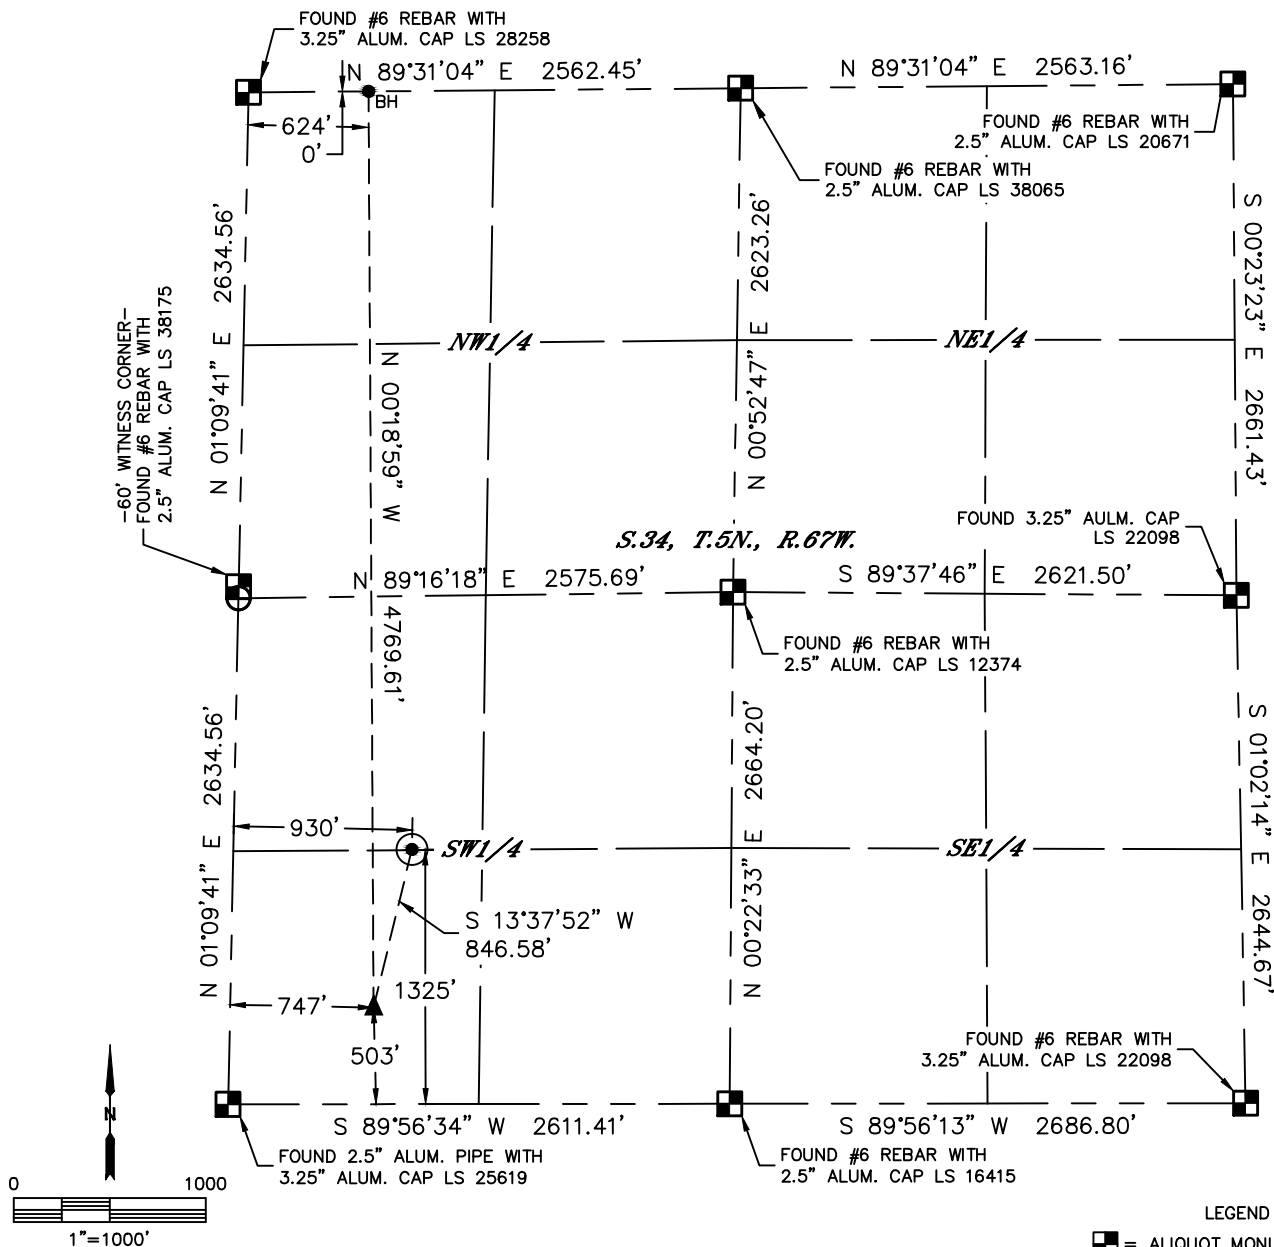 FOUND #6 REBAR WITH
3.25" ALUM. CAP LS 28258
N 89°31'04" E 2562.45'
N 89°31'04" E 2563.16'
BH
624'
0'
FOUND #6 REBAR WITH
2.5" ALUM. CAP LS 20671
FOUND #6 REBAR WITH
2.5" ALUM. CAP LS 38065
N 01°09'41" E 2634.56'
N 00°52'47" E 2623.26'
S 00°23'23" E 2661.43'
-60' WITNESS CORNER-
FOUND #6 REBAR WITH
2.5" ALUM. CAP LS 38175
NW1/4
NE1/4
N 00°18'59" W 4769.61'
S.34, T.5N., R.67W.
FOUND 3.25" AULM. CAP
LS 22098
N 89°16'18" E 2575.69'
S 89°37'46" E 2621.50'
FOUND #6 REBAR WITH
2.5" ALUM. CAP LS 12374
N 01°09'41" E 2634.56'
N 00°22'33" E 2664.20'
S 01°02'14" E 2644.67'
930'
SW1/4
SE1/4
S 13°37'52" W
846.58'
747'
1325'
503'
FOUND #6 REBAR WITH
3.25" ALUM. CAP LS 22098
N
S 89°56'34" W 2611.41'
S 89°56'13" W 2686.80'
FOUND 2.5" ALUM. PIPE WITH
3.25" ALUM. CAP LS 25619
FOUND #6 REBAR WITH
2.5" ALUM. CAP LS 16415
0 1000
1"=1000'
LEGEND
= ALIQUOT MONU